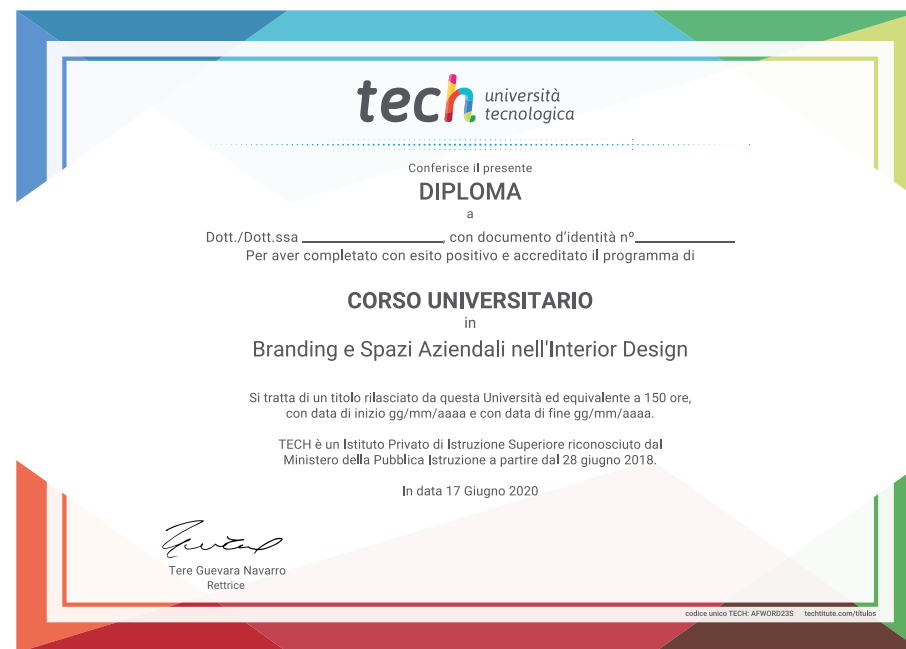 tech università
tecnologica
Conferisce il presente
DIPLOMA
a
Dott./Dott.ssa ____________________, con documento d'identità nº______________
Per aver completato con esito positivo e accreditato il programma di
CORSO UNIVERSITARIO
in
Branding e Spazi Aziendali nell'Interior Design
Si tratta di un titolo rilasciato da questa Università ed equivalente a 150 ore,
con data di inizio gg/mm/aaaa e con data di fine gg/mm/aaaa.
TECH è un Istituto Privato di Istruzione Superiore riconosciuto dal
Ministero della Pubblica Istruzione a partire dal 28 giugno 2018.
In data 17 Giugno 2020
Tere Guevara Navarro
Rettrice
codice unico TECH: AFWORD23S techtitute.com/titulos